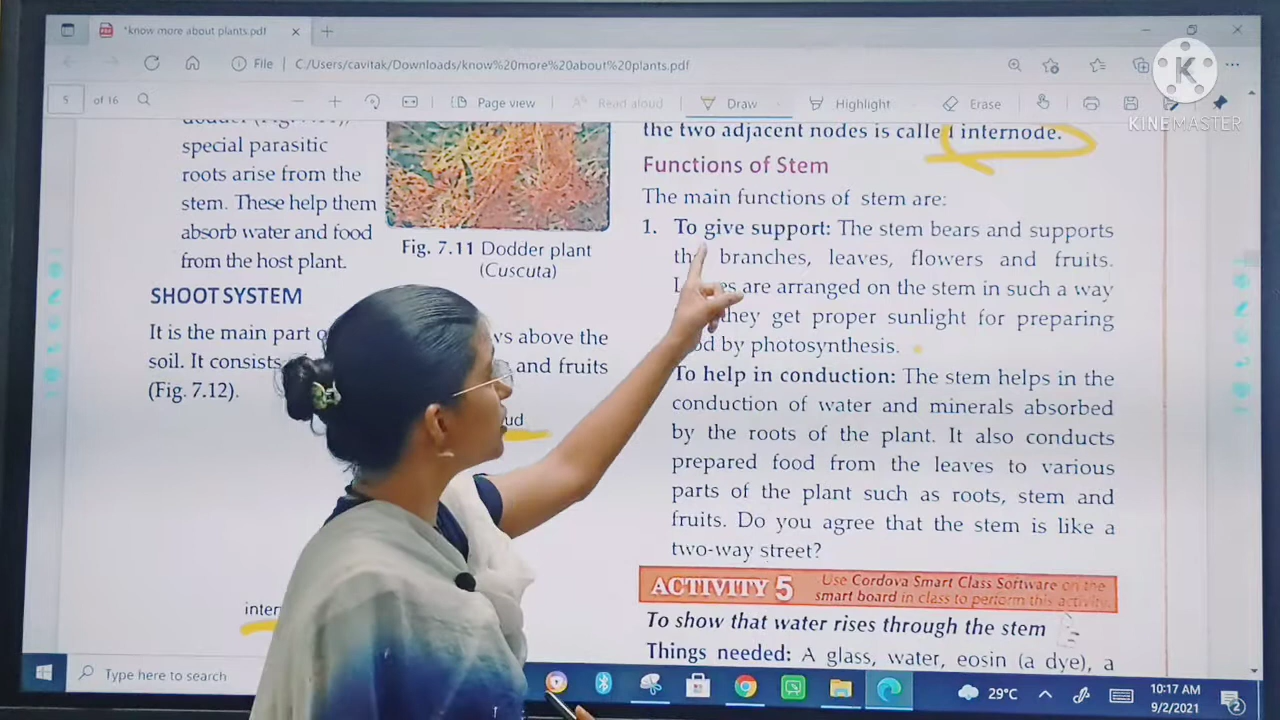 *know more about plants.pdf
File
C:/Users/cavitak/Downloads/know%20more%20about%20plants.pdf
5 of 16
Page view
Read aloud
Draw
Highlight
Erase
K
KINEMASTER
special parasitic
roots arise from the
stem. These help them
absorb water and food
from the host plant.
Fig. 7.11 Dodder plant
(Cuscuta)
SHOOT SYSTEM
It is the main part
above the
soil. It consists
and fruits
(Fig. 7.12).
the two adjacent nodes is called internode.
Functions of Stem
The main functions of stem are:
1. To give support: The stem bears and supports
branches, leaves, flowers and fruits.
are arranged on the stem in such a way
they get proper sunlight for preparing
by photosynthesis.
To help in conduction: The stem helps in the
conduction of water and minerals absorbed
by the roots of the plant. It also conducts
prepared food from the leaves to various
parts of the plant such as roots, stem and
fruits. Do you agree that the stem is like a
two-way street?
ACTIVITY 5
Use Cordova Smart Class Software on the
smart board in class to perform this activity.
To show that water rises through the stem
Things needed: A glass, water, eosin (a dye), a
Type here to search
29°C
10:17 AM
9/2/2021
2